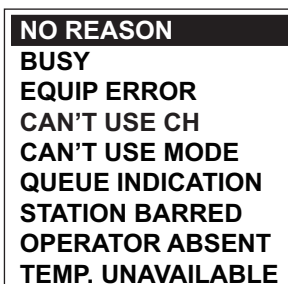 NO REASON
BUSY
EQUIP ERROR
CAN’T USE CH
CAN’T USE MODE
QUEUE INDICATION
STATION BARRED
OPERATOR ABSENT
TEMP. UNAVAILABLE